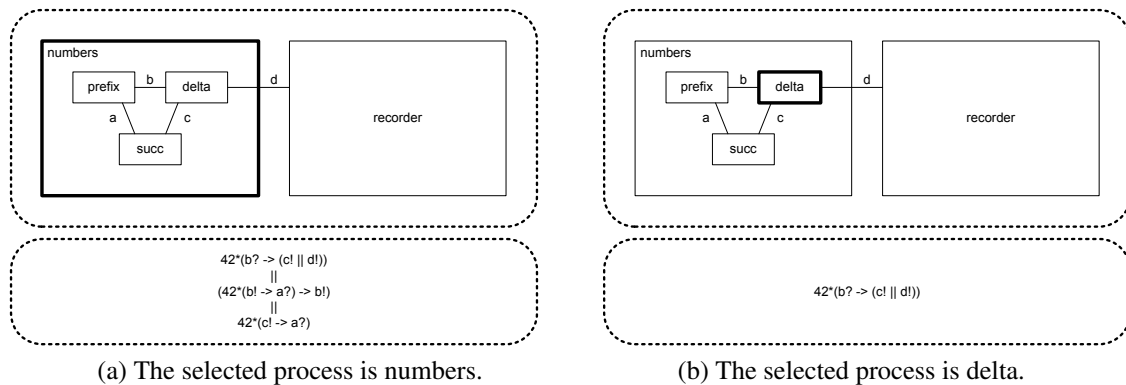 numbers
b
d
prefix
delta
a
c
succ
recorder
42*(b? -> (c! || d!))
||
(42*(b! -> a?) -> b!)
||
42*(c! -> a?)
(a) The selected process is numbers.
numbers
b
d
prefix
delta
a
c
succ
recorder
42*(b? -> (c! || d!))
(b) The selected process is delta.